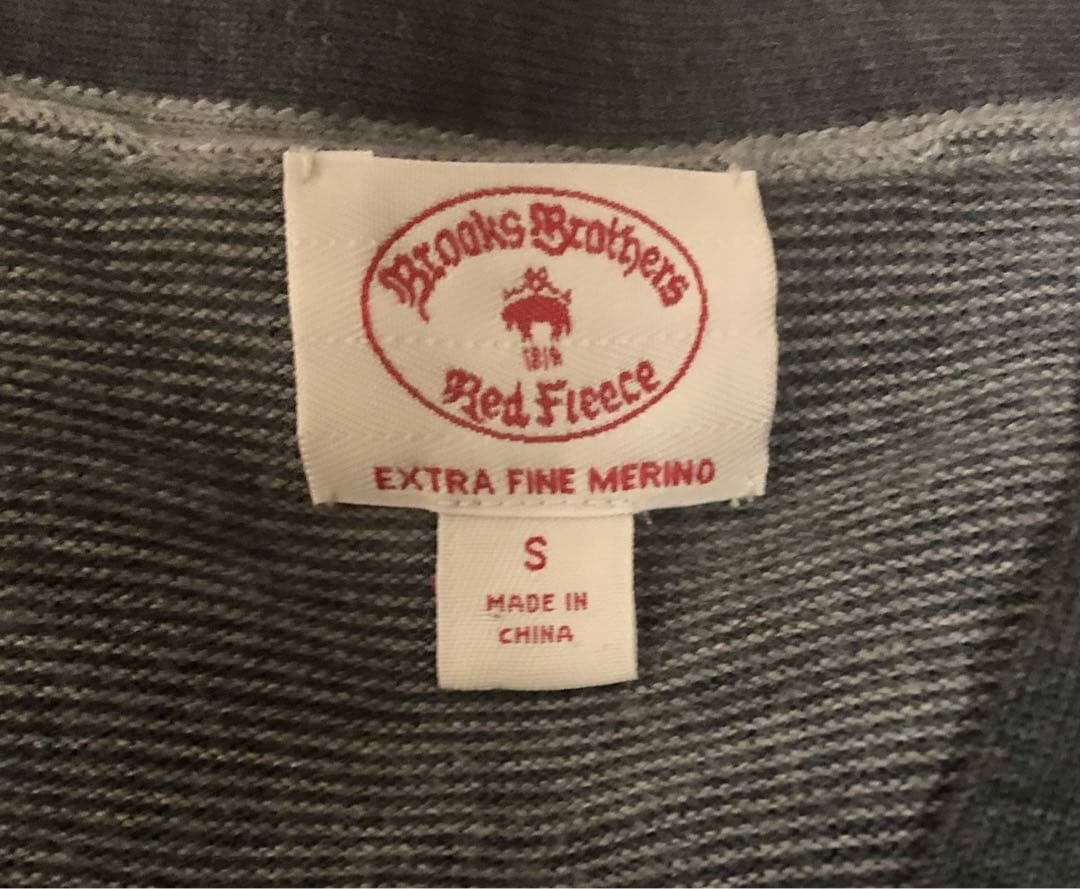 Brooks Brothers
1818
Red Fleece
EXTRA FINE MERINO
S
MADE IN
CHINA